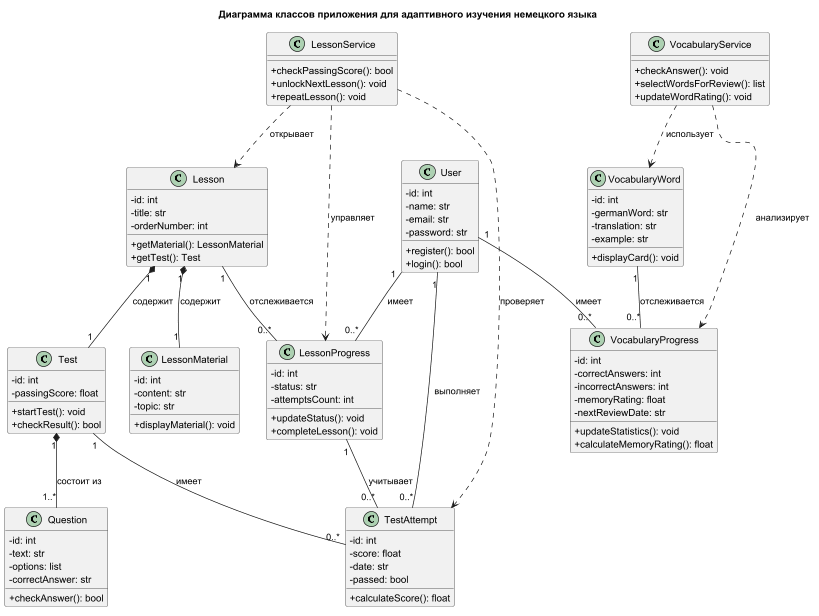 Диаграмма классов приложения для адаптивного изучения немецкого языка
C LessonService
+checkPassingScore(): bool
+unlockNextLesson(): void
+repeatLesson(): void
C VocabularyService
+checkAnswer(): void
+selectWordsForReview(): list
+updateWordRating(): void
открывает
использует
управляет
анализирует
проверяет
C Lesson
-id: int
-title: str
-orderNumber: int
+getMaterial(): LessonMaterial
+getTest(): Test
C User
-id: int
-name: str
-email: str
-password: str
+register(): bool
+login(): bool
C VocabularyWord
-id: int
-germanWord: str
-translation: str
-example: str
+displayCard(): void
1
содержит
1
1
содержит
1
1
отслеживается
0..*
1
имеет
0..*
1
выполняет
0..*
1
имеет
0..*
1
отслеживается
0..*
C Test
-id: int
-passingScore: float
+startTest(): void
+checkResult(): bool
C LessonMaterial
-id: int
-content: str
-topic: str
+displayMaterial(): void
C LessonProgress
-id: int
-status: str
-attemptsCount: int
+updateStatus(): void
+completeLesson(): void
C VocabularyProgress
-id: int
-correctAnswers: int
-incorrectAnswers: int
-memoryRating: float
-nextReviewDate: str
+updateStatistics(): void
+calculateMemoryRating(): float
1
состоит из
1..*
1
имеет
0..*
1
учитывает
0..*
C Question
-id: int
-text: str
-options: list
-correctAnswer: str
+checkAnswer(): bool
C TestAttempt
-id: int
-score: float
-date: str
-passed: bool
+calculateScore(): float